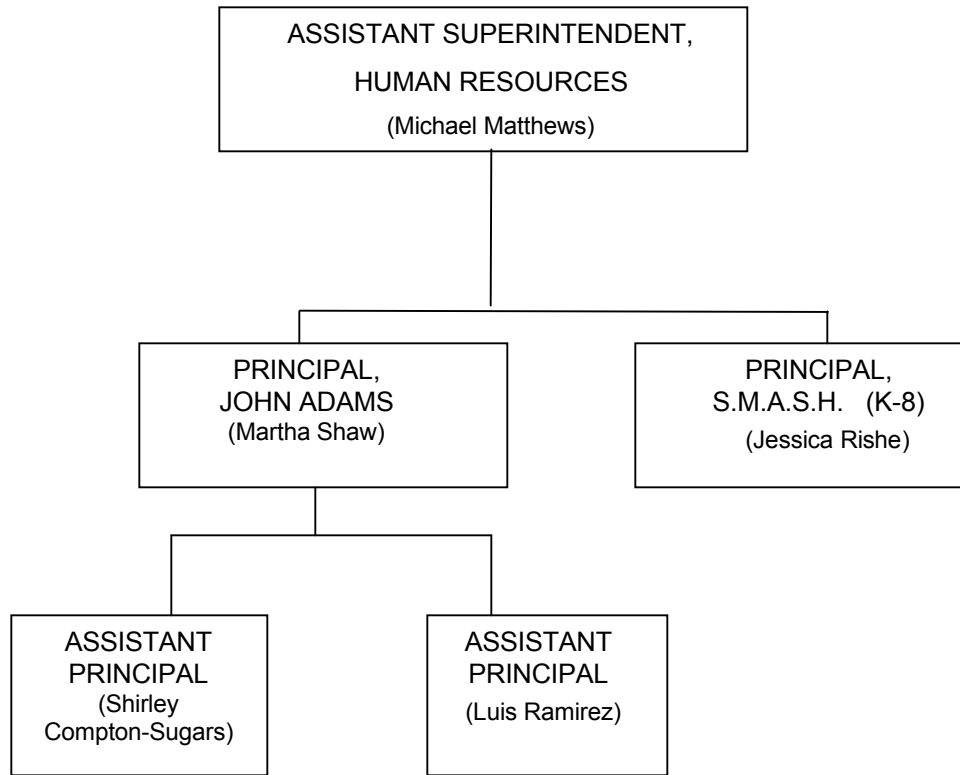 ASSISTANT SUPERINTENDENT,
HUMAN RESOURCES
(Michael Matthews)
PRINCIPAL,
JOHN ADAMS
(Martha Shaw)
PRINCIPAL,
S.M.A.S.H. (K-8)
(Jessica Rishe)
ASSISTANT
PRINCIPAL
(Shirley
Compton-Sugars)
ASSISTANT
PRINCIPAL
(Luis Ramirez)